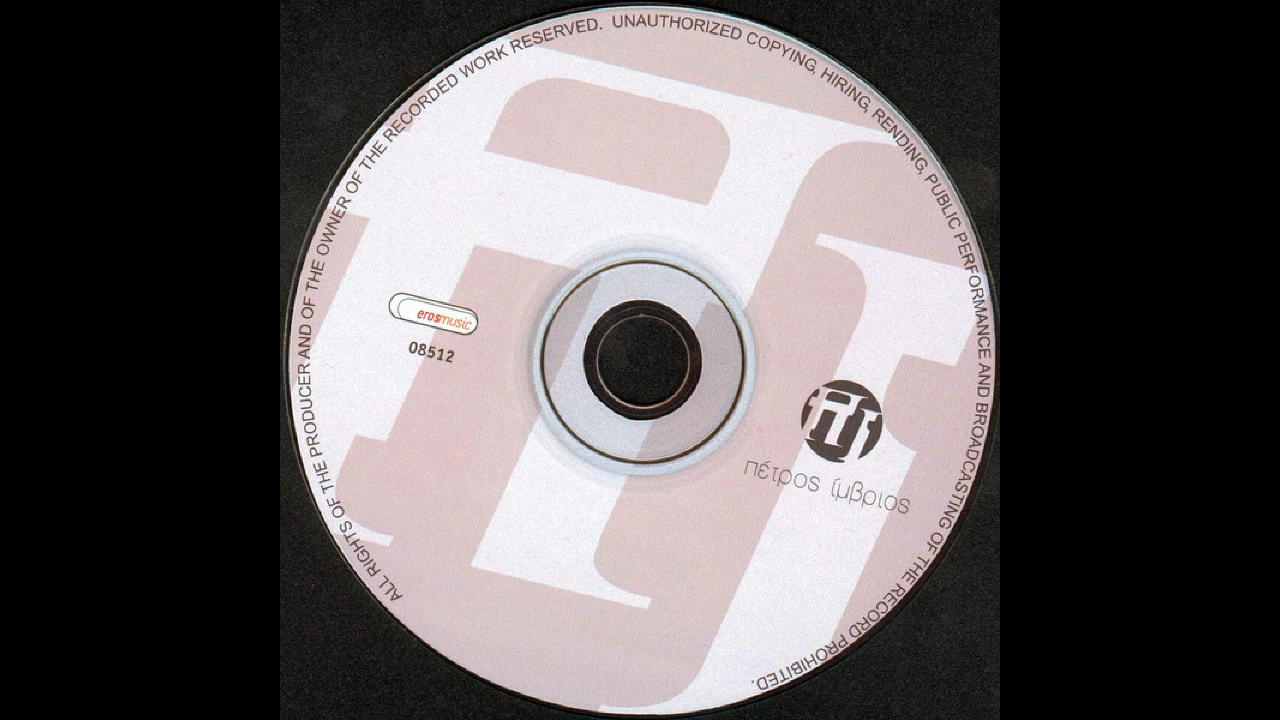 ALL RIGHTS OF THE PRODUCER AND OF THE OWNER OF THE RECORDED WORK RESERVED. UNAUTHORIZED COPYING, HIRING, RENDING, PUBLIC PERFORMANCE AND BROADCASTING OF THE RECORD PROHIBITED.
erosmusic
08512
πέτρος ίμβριος